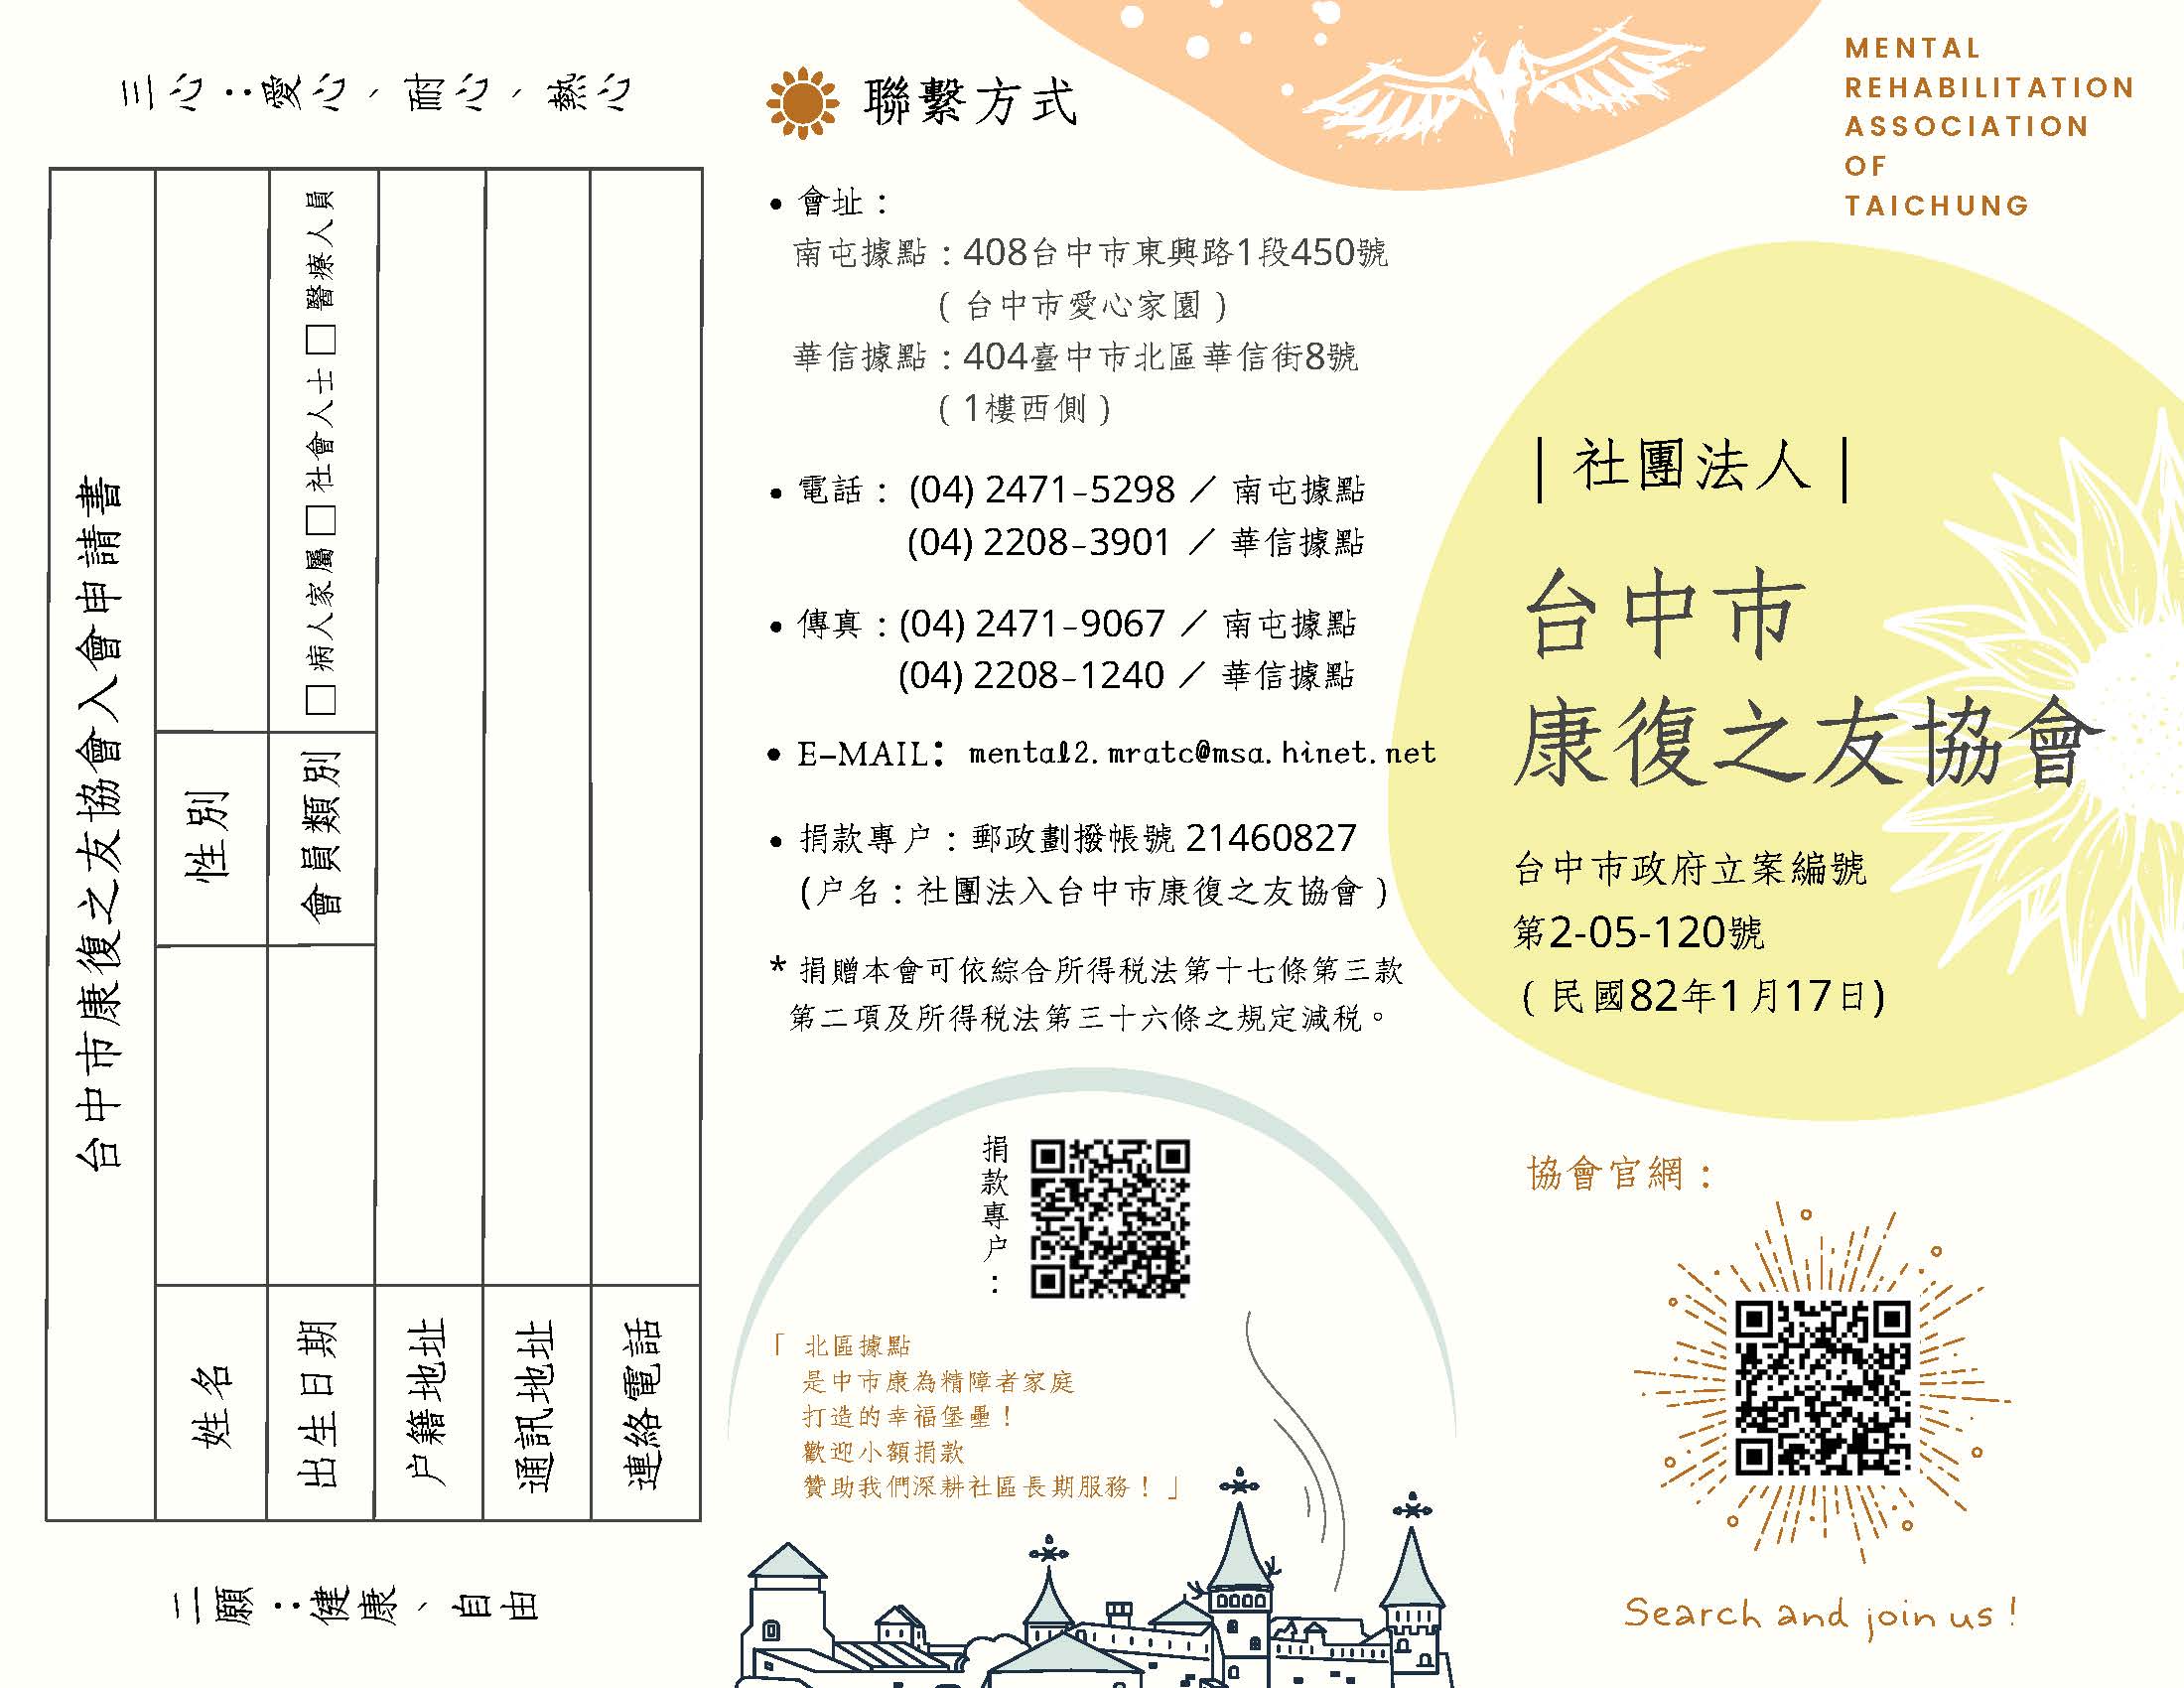 三心：愛心、耐心、熱心
台中市康復之友協會入會申請書
姓名
性別
出生日期
會員類別
□病人家屬□社會人士□醫療人員
户籍地址
通訊地址
連絡電話
二願：健康、自由
聯繫方式
• 會址：
南屯據點：408台中市東興路1段450號
( 台中市愛心家園 )
華信據點：404臺中市北區華信街8號
( 1樓西側 )
• 電話： (04) 2471-5298 ／ 南屯據點
(04) 2208-3901 ／ 華信據點
• 傳真：(04) 2471-9067 ／ 南屯據點
(04) 2208-1240 ／ 華信據點
• E-MAIL： mental2.mratc@msa.hinet.net
• 捐款專户：郵政劃撥帳號 21460827
(户名：社團法入台中市康復之友協會 )
* 捐贈本會可依綜合所得税法第十七條第三款
第二項及所得税法第三十六條之規定減税。
捐款專户：
「 北區據點
是中市康為精障者家庭
打造的幸福堡壘！
歡迎小額捐款
贊助我們深耕社區長期服務！」
MENTAL
REHABILITATION
ASSOCIATION
OF
TAICHUNG
| 社團法人 |
台中市
康復之友協會
台中市政府立案編號
第2-05-120號
( 民國82年1月17日)
協會官網：
Search and join us !